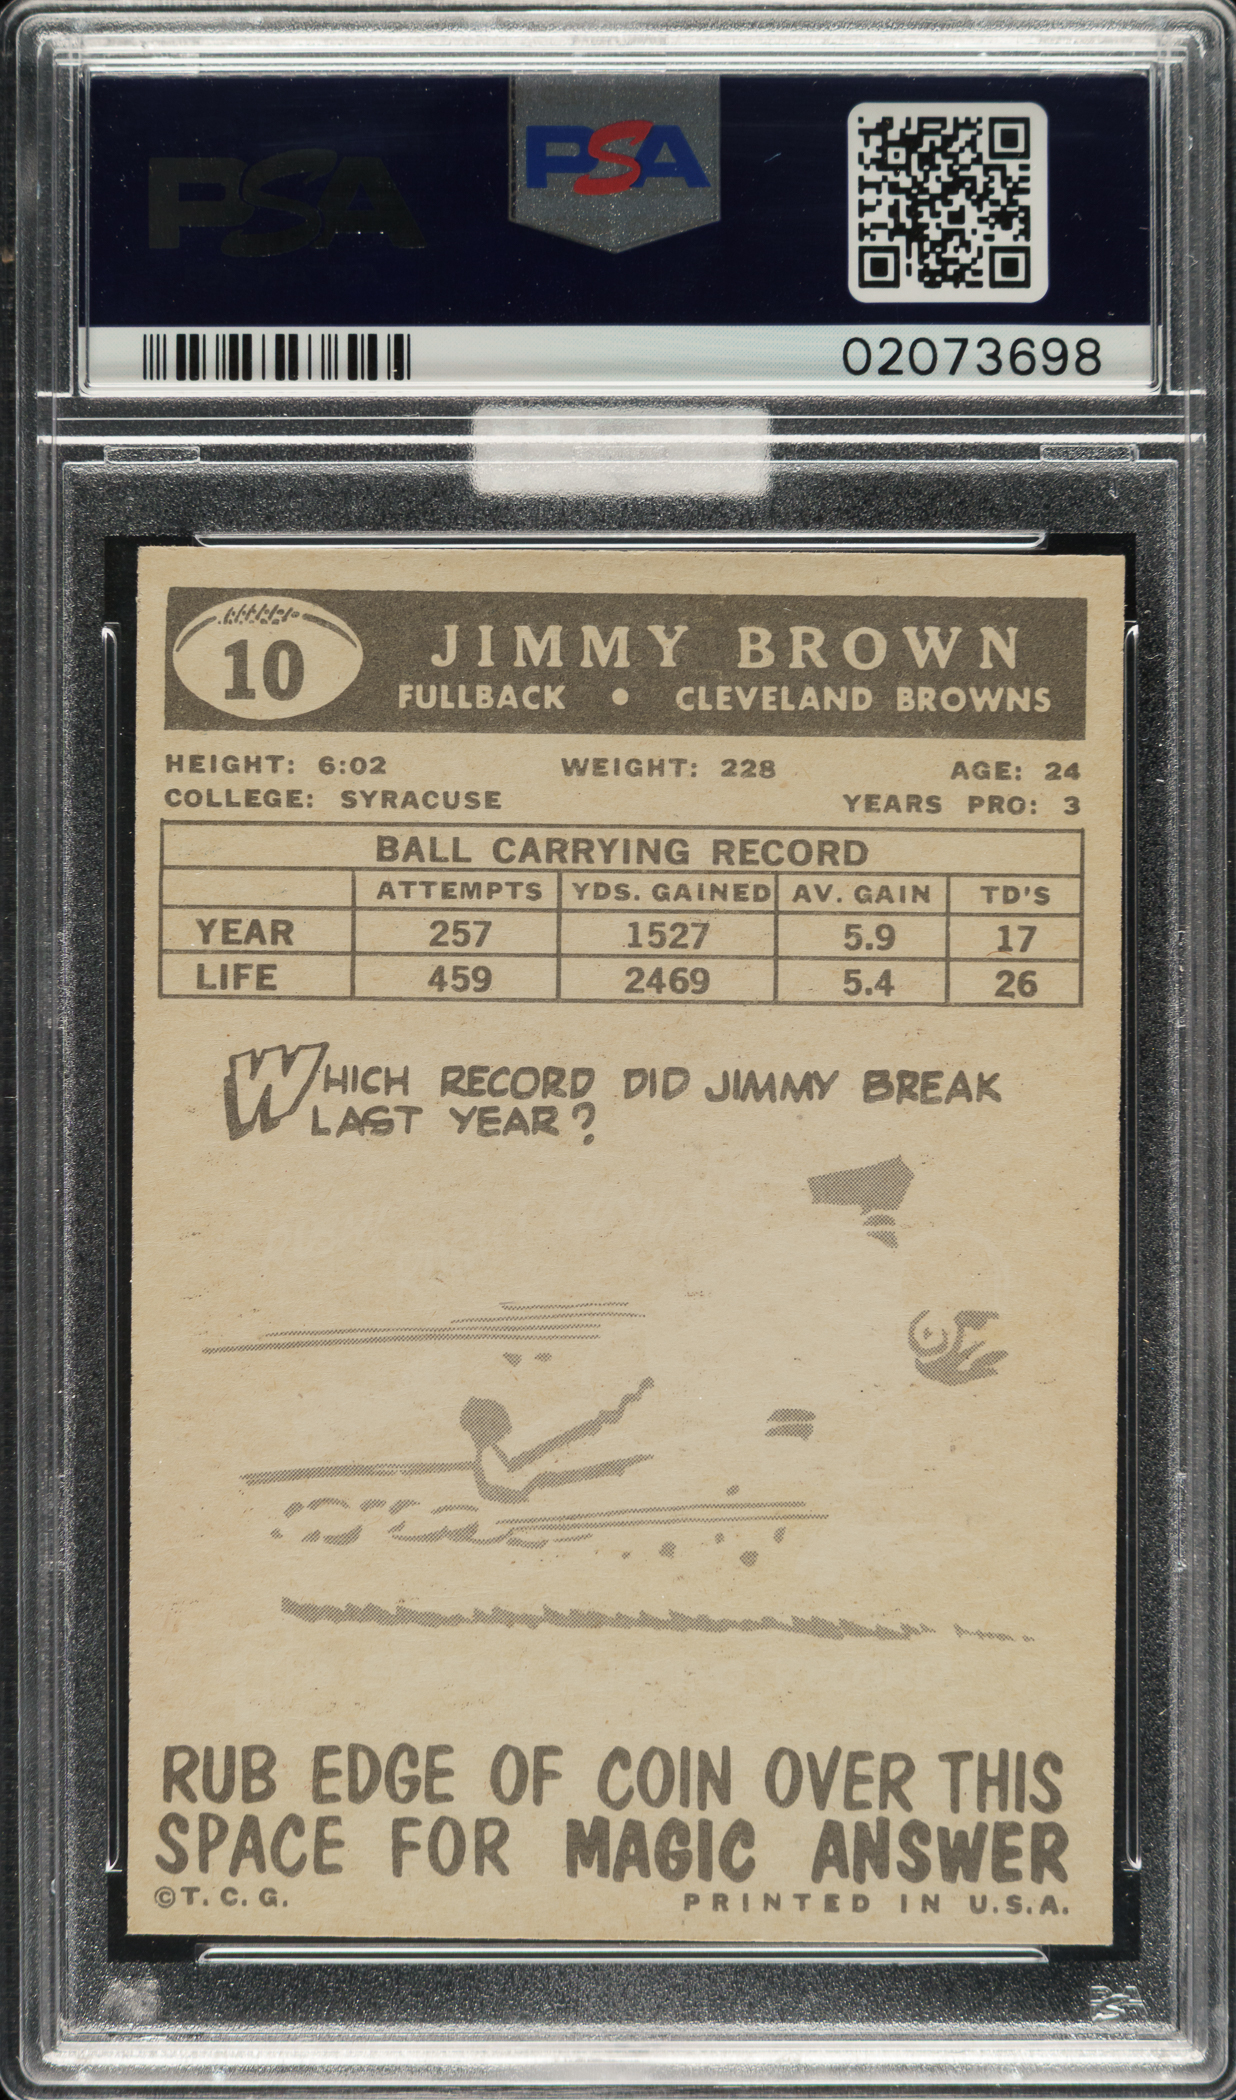 PSA
PSA
02073698
10
JIMMY BROWN
FULLBACK • CLEVELAND BROWNS
HEIGHT: 6:02 WEIGHT: 228 AGE: 24
COLLEGE: SYRACUSE YEARS PRO: 3
BALL CARRYING RECORD
ATTEMPTS YDS. GAINED AV. GAIN TD'S
YEAR 257 1527 5.9 17
LIFE 459 2469 5.4 26
WHICH RECORD DID JIMMY BREAK
LAST YEAR?
RUB EDGE OF COIN OVER THIS
SPACE FOR MAGIC ANSWER
©T. C. G. PRINTED IN U.S.A.
PSA